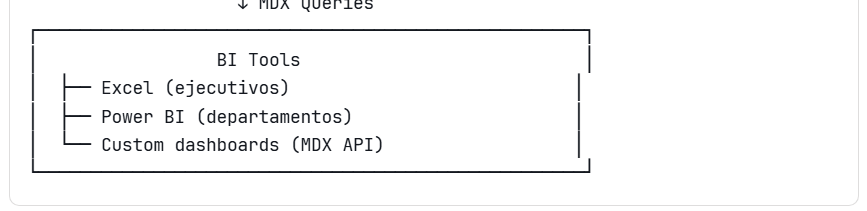 ↓ MDX Queries
BI Tools
├── Excel (ejecutivos)
├── Power BI (departamentos)
└── Custom dashboards (MDX API)